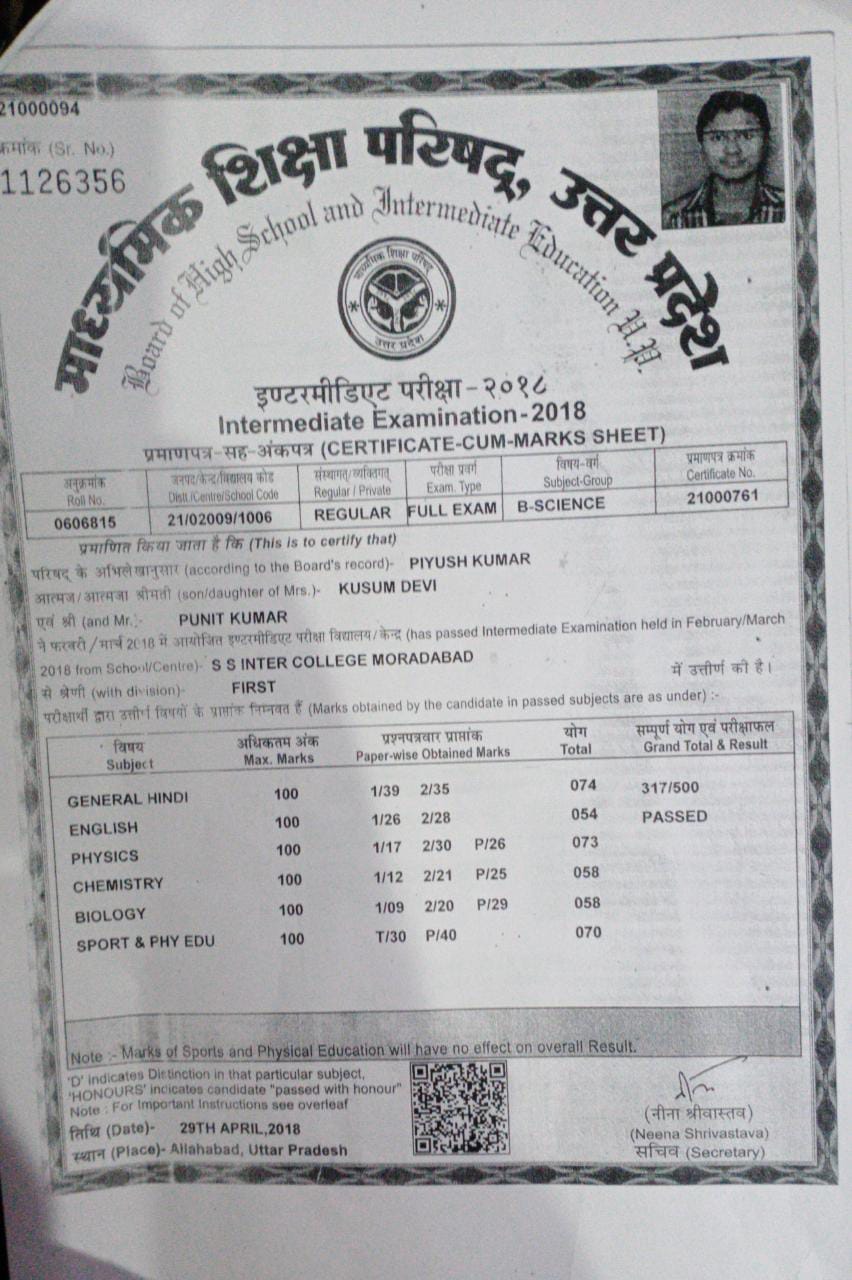 21000094
क्रमांक (Sr. No.)
1126356
माध्यमिक शिक्षा परिषद्, उत्तर प्रदेश
Board of High School and Intermediate Education U.P.
माध्यमिक शिक्षा परिषद्
उत्तर प्रदेश
इण्टरमीडिएट परीक्षा-२०१८
Intermediate Examination-2018
प्रमाणपत्र-सह-अंकपत्र (CERTIFICATE-CUM-MARKS SHEET)
अनुक्रमांक जनपद/केन्द्र/विद्यालय कोड संस्थागत/व्यक्तिगत परीक्षा प्रवर्ग विषय-वर्ग प्रमाणपत्र क्रमांक
Roll No. Distt./Centre/School Code Regular / Private Exam. Type Subject-Group Certificate No.
0606815 21/02009/1006 REGULAR FULL EXAM B-SCIENCE 21000761
प्रमाणित किया जाता है कि (This is to certify that)
परिषद् के अभिलेखानुसार (according to the Board's record)- PIYUSH KUMAR
आत्मज/आत्मजा श्रीमती (son/daughter of Mrs.)- KUSUM DEVI
एवं श्री (and Mr.)- PUNIT KUMAR
ने फरवरी/मार्च 2018 में आयोजित इण्टरमीडिएट परीक्षा विद्यालय/केन्द्र (has passed Intermediate Examination held in February/March
2018 from School/Centre)- S S INTER COLLEGE MORADABAD में उत्तीर्ण की है।
से श्रेणी (with division)- FIRST
परीक्षार्थी द्वारा उत्तीर्ण विषयों के प्राप्तांक निम्नवत हैं (Marks obtained by the candidate in passed subjects are as under) :-
विषय अधिकतम अंक प्रश्नपत्रवार प्राप्तांक योग सम्पूर्ण योग एवं परीक्षाफल
Subject Max. Marks Paper-wise Obtained Marks Total Grand Total & Result
GENERAL HINDI 100 1/39 2/35 074 317/500
ENGLISH 100 1/26 2/28 054 PASSED
PHYSICS 100 1/17 2/30 P/26 073
CHEMISTRY 100 1/12 2/21 P/25 058
BIOLOGY 100 1/09 2/20 P/29 058
SPORT & PHY EDU 100 T/30 P/40 070
Note :- Marks of Sports and Physical Education will have no effect on overall Result.
'D' indicates Distinction in that particular subject,
'HONOURS' indicates candidate "passed with honour"
Note : For Important Instructions see overleaf
तिथि (Date)- 29TH APRIL,2018
स्थान (Place)- Allahabad, Uttar Pradesh
(नीना श्रीवास्तव)
(Neena Shrivastava)
सचिव (Secretary)